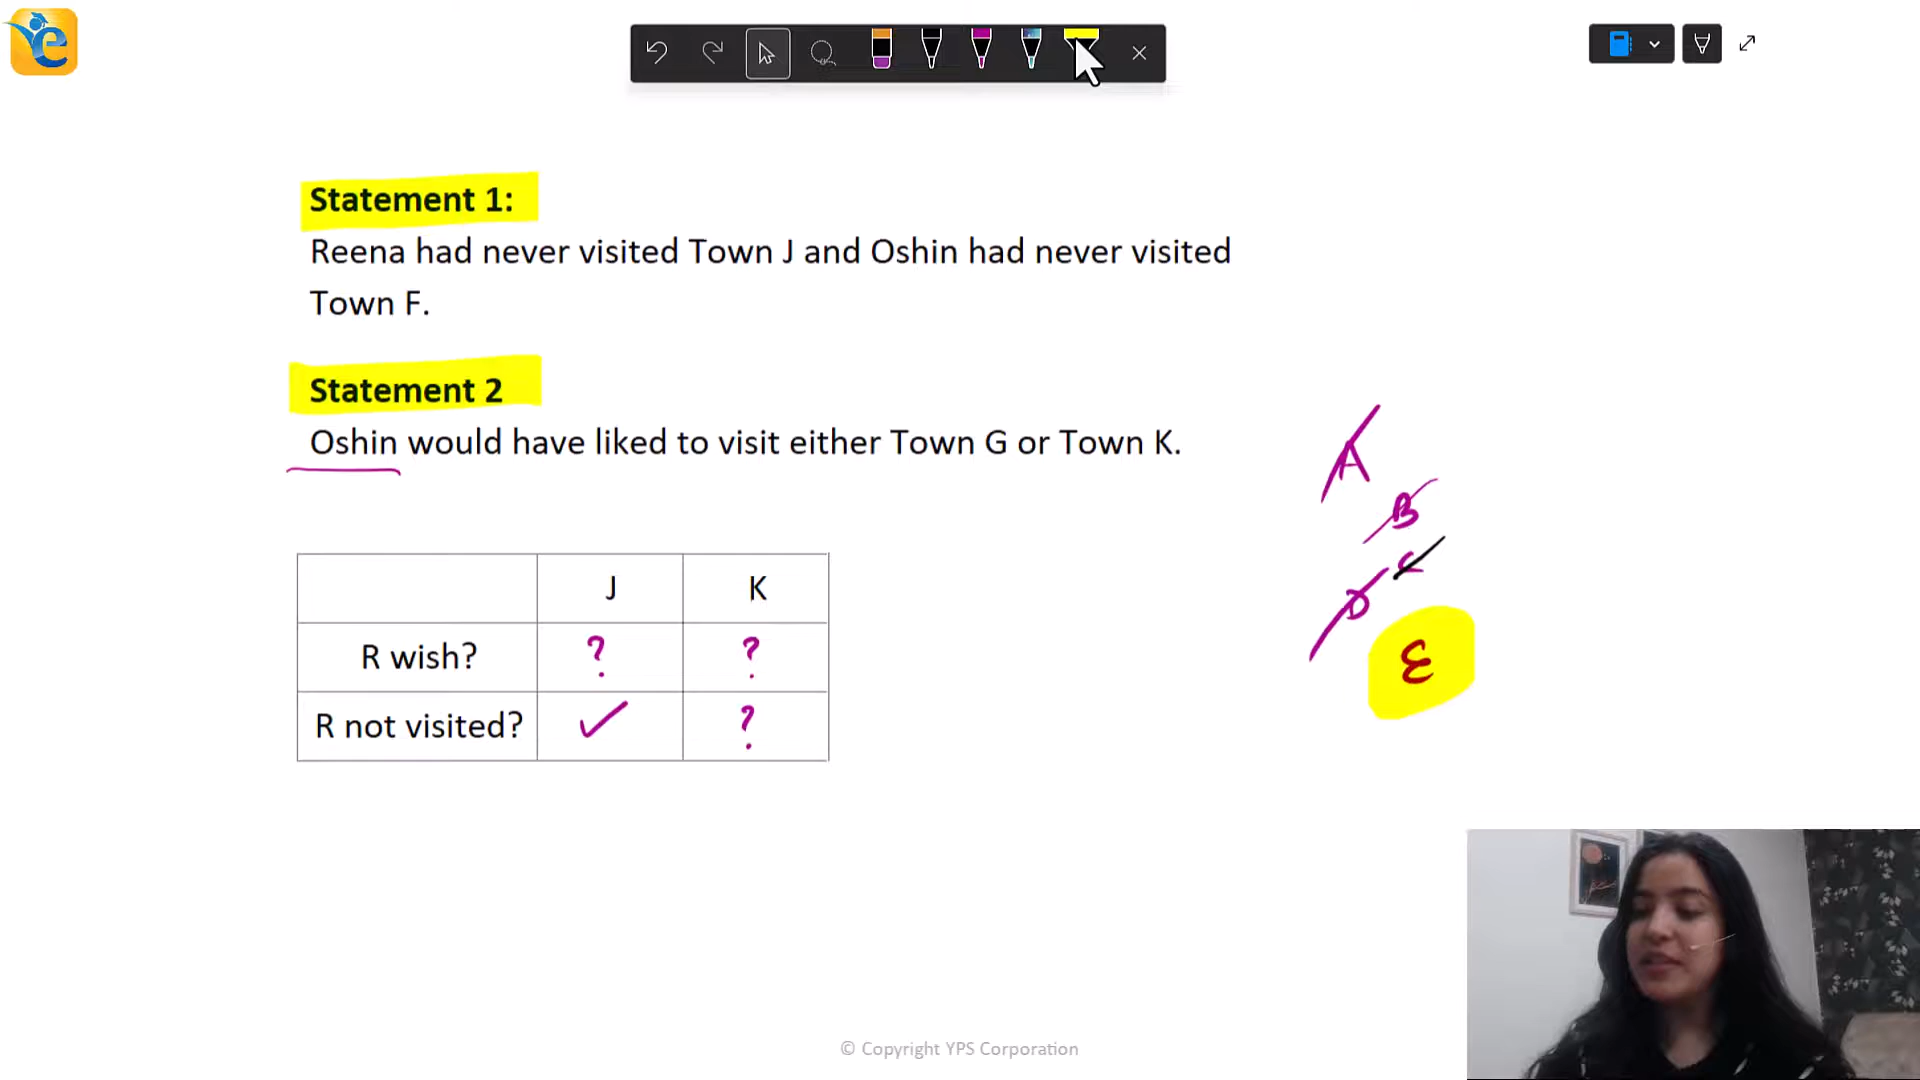 Statement 1:
Reena had never visited Town J and Oshin had never visited
Town F.
Statement 2
Oshin would have liked to visit either Town G or Town K.
A
B
C
D
E
J K
R wish? ? ?
R not visited? ✓ ?
© Copyright YPS Corporation